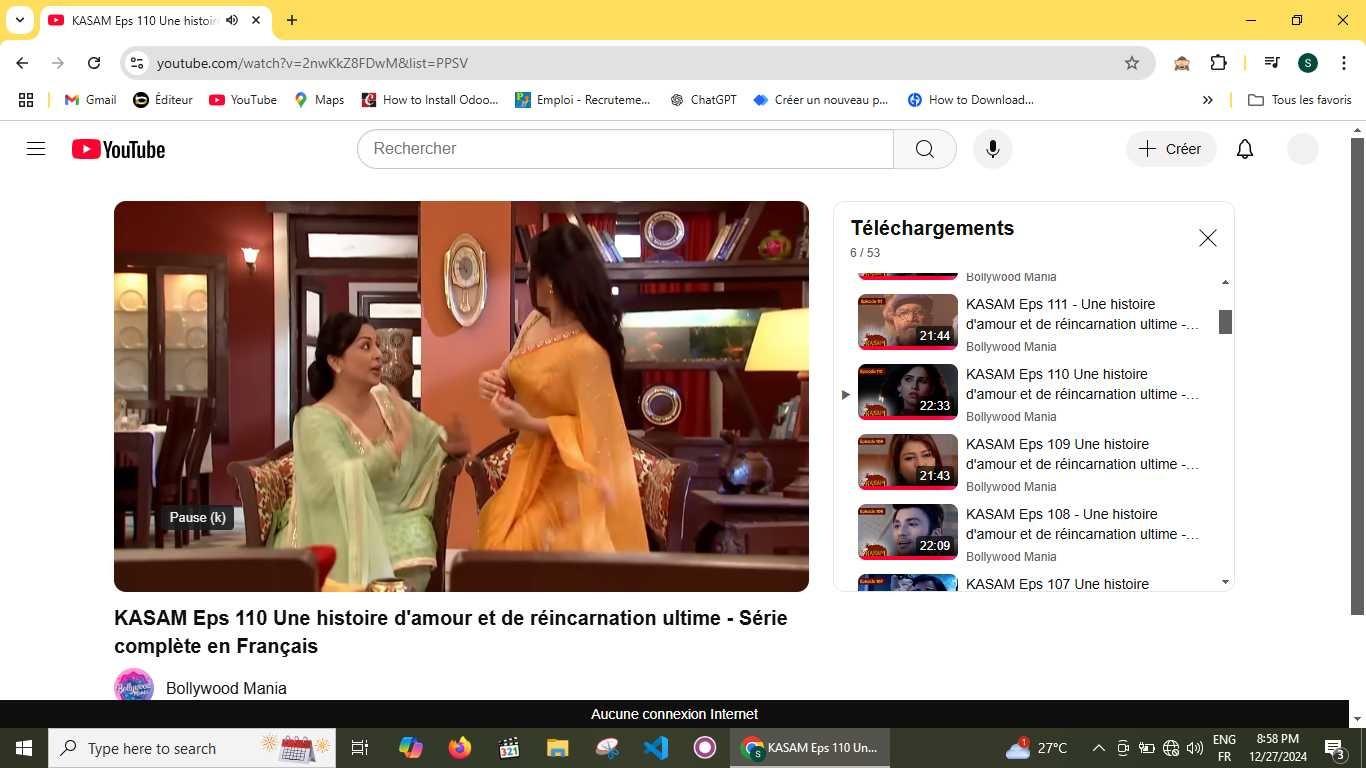 KASAM Eps 110 Une histoir
youtube.com/watch?v=2nwKkZ8FDwM&list=PPSV
S
Gmail
Éditeur
YouTube
Maps
How to Install Odoo...
Emploi - Recruteme...
ChatGPT
Créer un nouveau p...
How to Download...
»
Tous les favoris
YouTube
Rechercher
Créer
Téléchargements
6 / 53
Bollywood Mania
KASAM Eps 111 - Une histoire
d'amour et de réincarnation ultime -...
21:44
Bollywood Mania
KASAM Eps 110 Une histoire
d'amour et de réincarnation ultime -...
22:33
Bollywood Mania
KASAM Eps 109 Une histoire
d'amour et de réincarnation ultime -...
21:43
Bollywood Mania
KASAM Eps 108 - Une histoire
d'amour et de réincarnation ultime -...
22:09
Bollywood Mania
KASAM Eps 107 Une histoire
Pause (k)
KASAM Eps 110 Une histoire d'amour et de réincarnation ultime - Série
complète en Français
Bollywood Mania
Aucune connexion Internet
Type here to search
321
KASAM Eps 110 Un...
27°C
ENG
FR
8:58 PM
12/27/2024
3